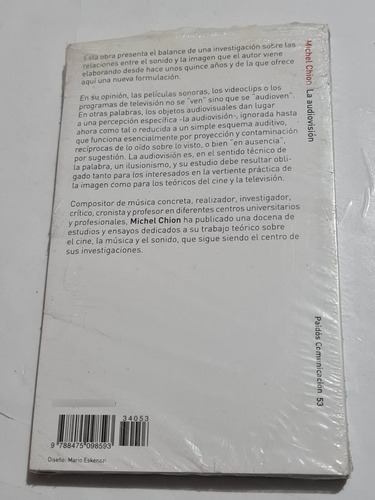 Esta obra presenta el balance de una investigación sobre las
relaciones entre el sonido y la imagen que el autor viene
elaborando desde hace unos quince años y de la que ofrece
aquí una nueva formulación.
En su opinión, las películas sonoras, los videoclips o los
programas de televisión no se "ven" sino que se "audioven".
En otras palabras, los objetos audiovisuales dan lugar
a una percepción específica -la audiovisión-, ignorada hasta
ahora como tal o reducida a un simple esquema auditivo,
que funciona esencialmente por proyección y contaminación
recíprocas de lo oído sobre lo visto, o bien "en ausencia",
por sugestión. La audiovisión es, en el sentido técnico de
la palabra, un ilusionismo, y su estudio debe resultar obli-
gado tanto para los interesados en la vertiente práctica de
la imagen como para los teóricos del cine y la televisión.
Compositor de música concreta, realizador, investigador,
crítico, cronista y profesor en diferentes centros universitarios
y profesionales, Michel Chion ha publicado una docena de
estudios y ensayos dedicados a su trabajo teórico sobre
el cine, la música y el sonido, que sigue siendo el centro de
sus investigaciones.
Michel Chion La audiovisión
Paidós Comunicación 53
34053
9 788475 098593
Diseño: Mario Eskenazi